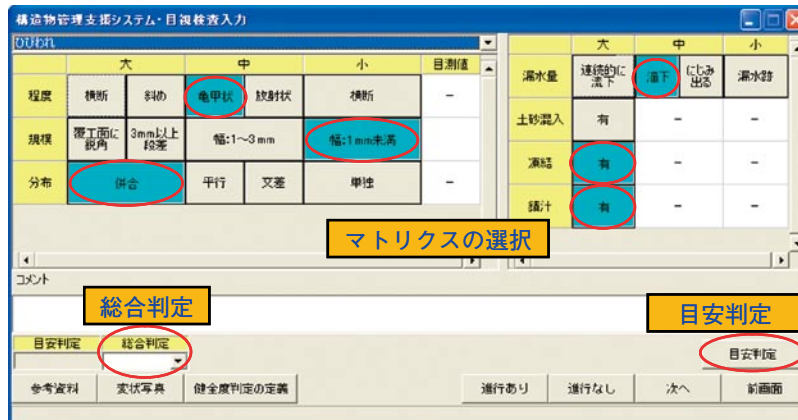 構造物管理支援システム・目視検査入力
ひびわれ
大 中 小 目測値
程度 横断 斜め 亀甲状 放射状 横断 －
規模 覆工面に鋭角 3mm以上段差 幅:1～3mm 幅:1mm未満
分布 併合 平行 交差 単独 －
大 中 小
漏水量 連続的に流下 滴下 にじみ出る 漏水跡
土砂混入 有 － －
凍結 有 － －
錆汁 有 － －
マトリクスの選択
コメント
総合判定 目安判定
目安判定 総合判定 目安判定
参考資料 変状写真 健全度判定の定義 進行あり 進行なし 次へ 前画面